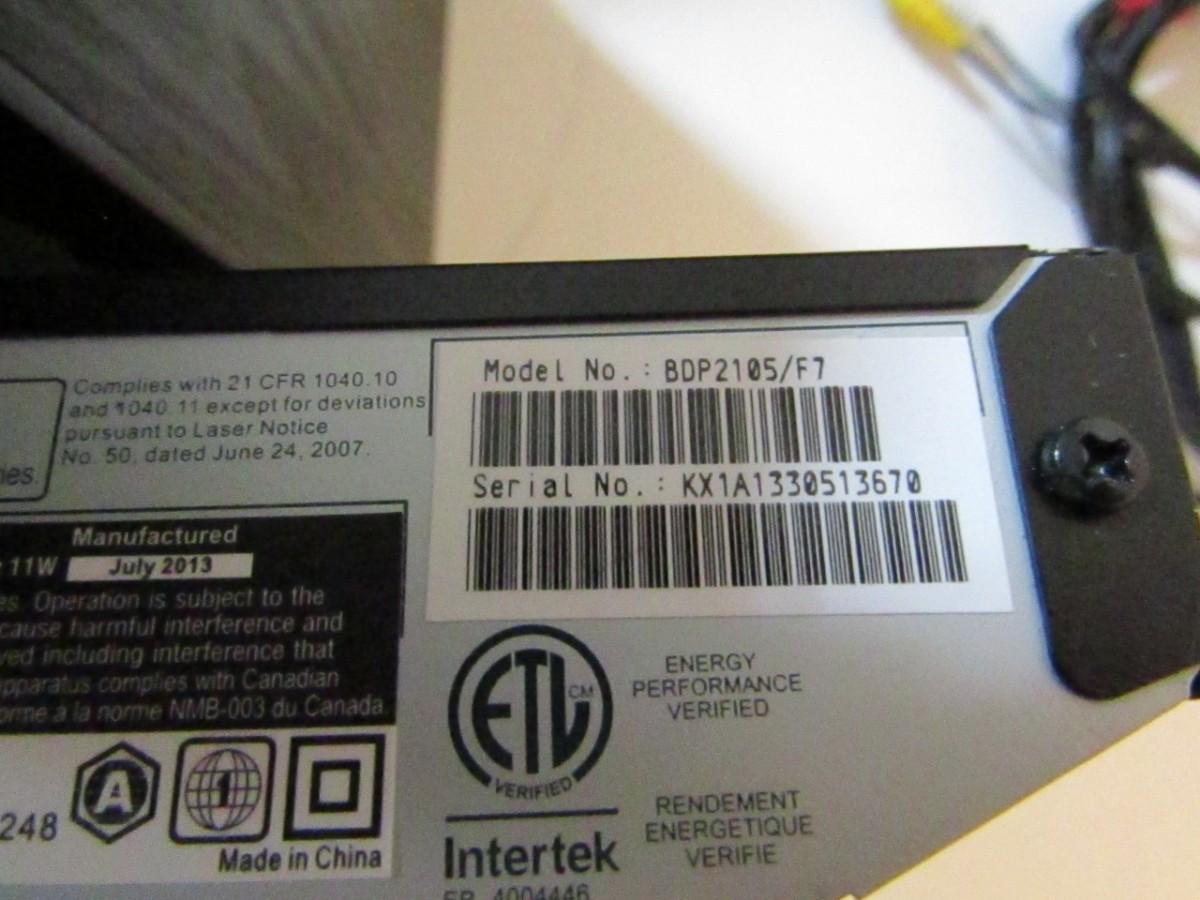 Complies with 21 CFR 1040.10
and 1040.11 except for deviations
pursuant to Laser Notice
No. 50, dated June 24, 2007.
Model No.: BDP2105/F7
Serial No.: KX1A1330513670
Manufactured
11W July 2013
Operation is subject to the
cause harmful interference and
including interference that
apparatus complies with Canadian
à la norme NMB-003 du Canada.
A
1
248
Made in China
ETL CM
VERIFIED
Intertek
4004446
ENERGY
PERFORMANCE
VERIFIED
RENDEMENT
ENERGETIQUE
VERIFIE